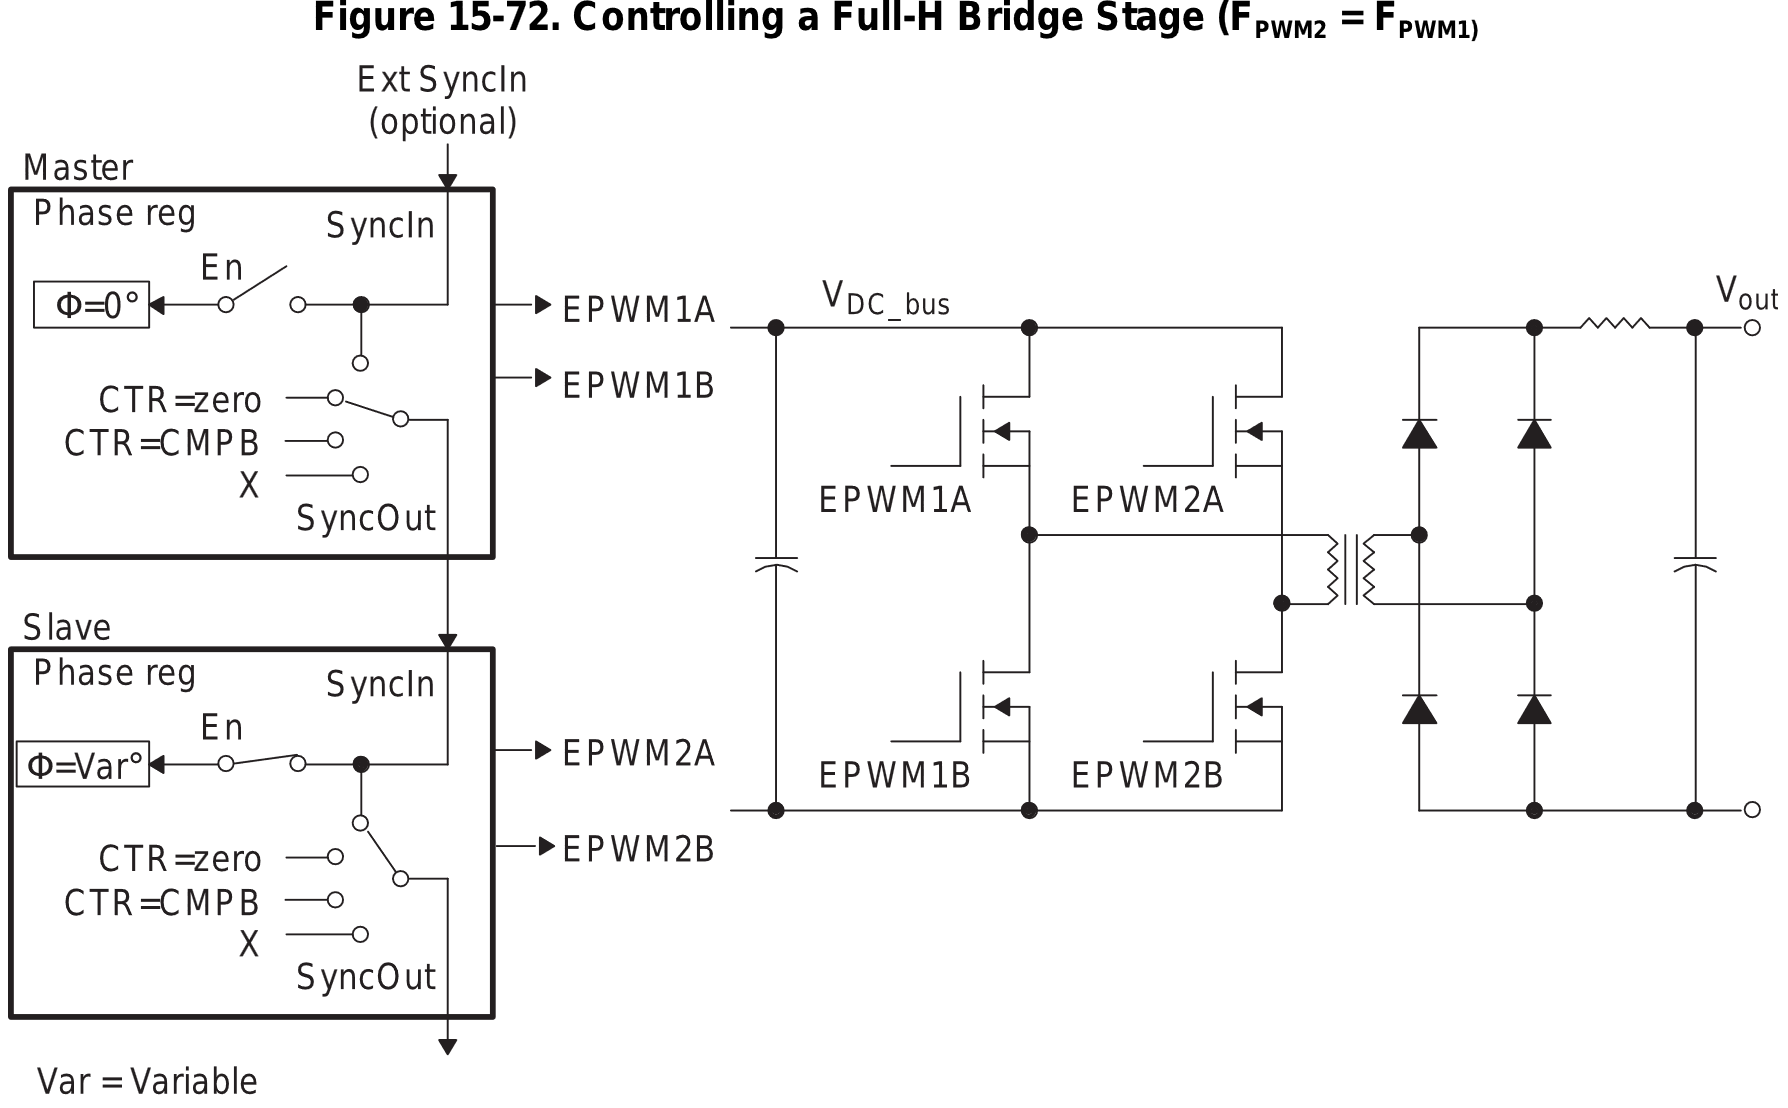 Figure 15-72. Controlling a Full-H Bridge Stage (FPWM2 = FPWM1)
Ext SyncIn
(optional)
Master
Phase reg
SyncIn
En
Φ=0°
CTR=zero
CTR=CMPB
X
SyncOut
EPWM1A
EPWM1B
Slave
Phase reg
SyncIn
En
Φ=Var°
CTR=zero
CTR=CMPB
X
SyncOut
EPWM2A
EPWM2B
Var = Variable
VDC_bus
EPWM1A
EPWM2A
EPWM1B
EPWM2B
Vout